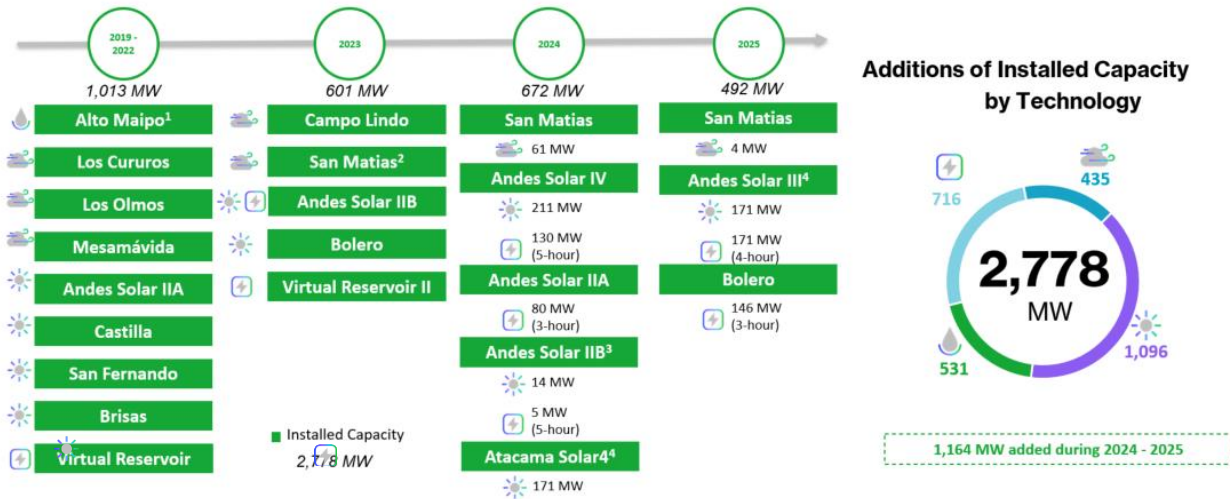 2019 -
2022
2023
2024
2025
1,013 MW
601 MW
672 MW
492 MW
Alto Maipo1
Los Cururos
Los Olmos
Mesamávida
Andes Solar IIA
Castilla
San Fernando
Brisas
Virtual Reservoir
Campo Lindo
San Matias2
Andes Solar IIB
Bolero
Virtual Reservoir II
Installed Capacity
2,778 MW
San Matias
61 MW
Andes Solar IV
211 MW
130 MW
(5-hour)
Andes Solar IIA
80 MW
(3-hour)
Andes Solar IIB3
14 MW
5 MW
(5-hour)
Atacama Solar44
171 MW
San Matias
4 MW
Andes Solar III4
171 MW
171 MW
(4-hour)
Bolero
146 MW
(3-hour)
Additions of Installed Capacity
by Technology
716
435
2,778
MW
531
1,096
1,164 MW added during 2024 - 2025